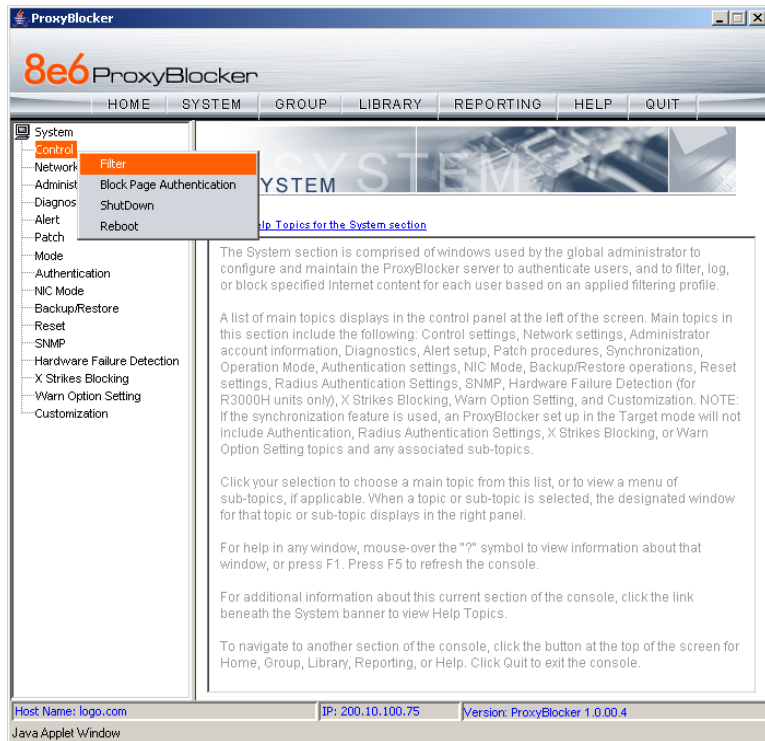 ProxyBlocker
8e6 ProxyBlocker
HOME SYSTEM GROUP LIBRARY REPORTING HELP QUIT
System
Control
Network
Administ
Diagnos
Alert
Patch
Mode
Authentication
NIC Mode
Backup/Restore
Reset
SNMP
Hardware Failure Detection
X Strikes Blocking
Warn Option Setting
Customization
Filter
Block Page Authentication
ShutDown
Reboot
SYSTEM
YSTEM
elp Topics for the System section
The System section is comprised of windows used by the global administrator to
configure and maintain the ProxyBlocker server to authenticate users, and to filter, log,
or block specified Internet content for each user based on an applied filtering profile.
A list of main topics displays in the control panel at the left of the screen. Main topics in
this section include the following: Control settings, Network settings, Administrator
account information, Diagnostics, Alert setup, Patch procedures, Synchronization,
Operation Mode, Authentication settings, NIC Mode, Backup/Restore operations, Reset
settings, Radius Authentication Settings, SNMP, Hardware Failure Detection (for
R3000H units only), X Strikes Blocking, Warn Option Setting, and Customization. NOTE:
If the synchronization feature is used, an ProxyBlocker set up in the Target mode will not
include Authentication, Radius Authentication Settings, X Strikes Blocking, or Warn
Option Setting topics and any associated sub-topics.
Click your selection to choose a main topic from this list, or to view a menu of
sub-topics, if applicable. When a topic or sub-topic is selected, the designated window
for that topic or sub-topic displays in the right panel.
For help in any window, mouse-over the "?" symbol to view information about that
window, or press F1. Press F5 to refresh the console.
For additional information about this current section of the console, click the link
beneath the System banner to view Help Topics.
To navigate to another section of the console, click the button at the top of the screen for
Home, Group, Library, Reporting, or Help. Click Quit to exit the console.
Host Name: logo.com IP: 200.10.100.75 Version: ProxyBlocker 1.0.00.4
Java Applet Window